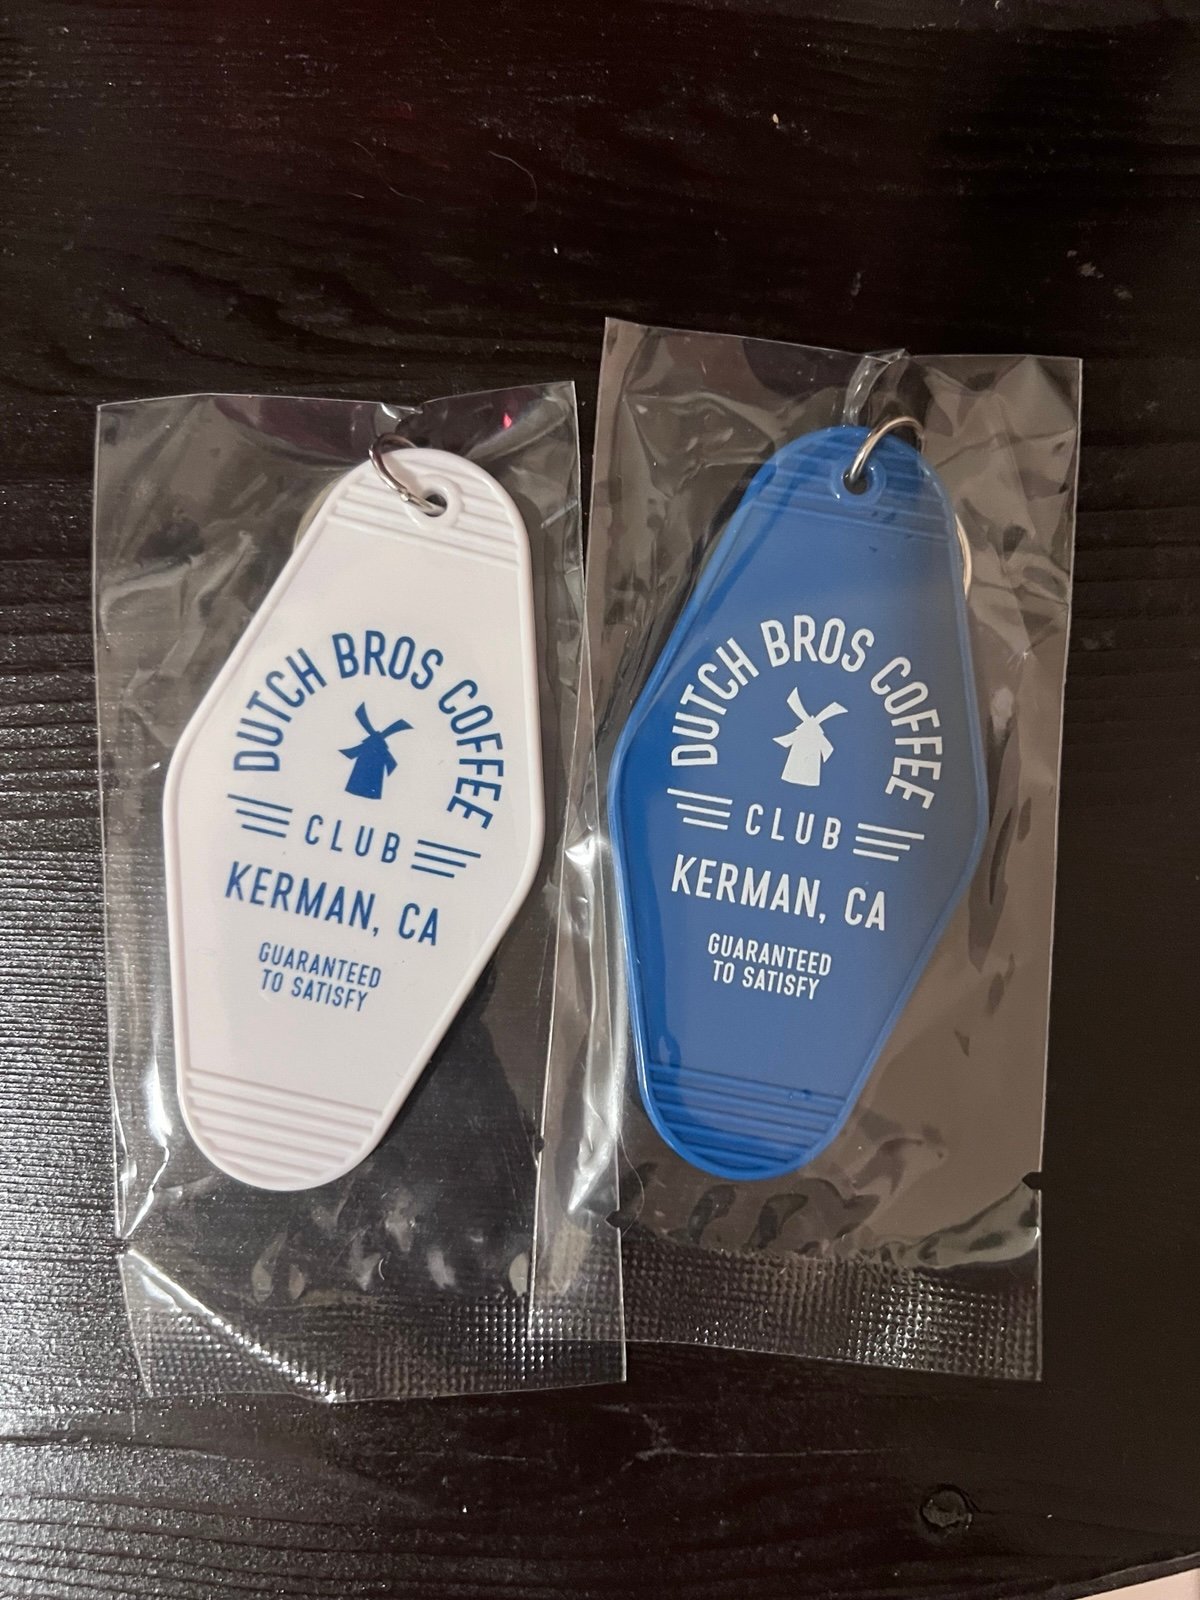 DUTCH BROS COFFEE
CLUB
KERMAN, CA
GUARANTEED
TO SATISFY
DUTCH BROS COFFEE
CLUB
KERMAN, CA
GUARANTEED
TO SATISFY